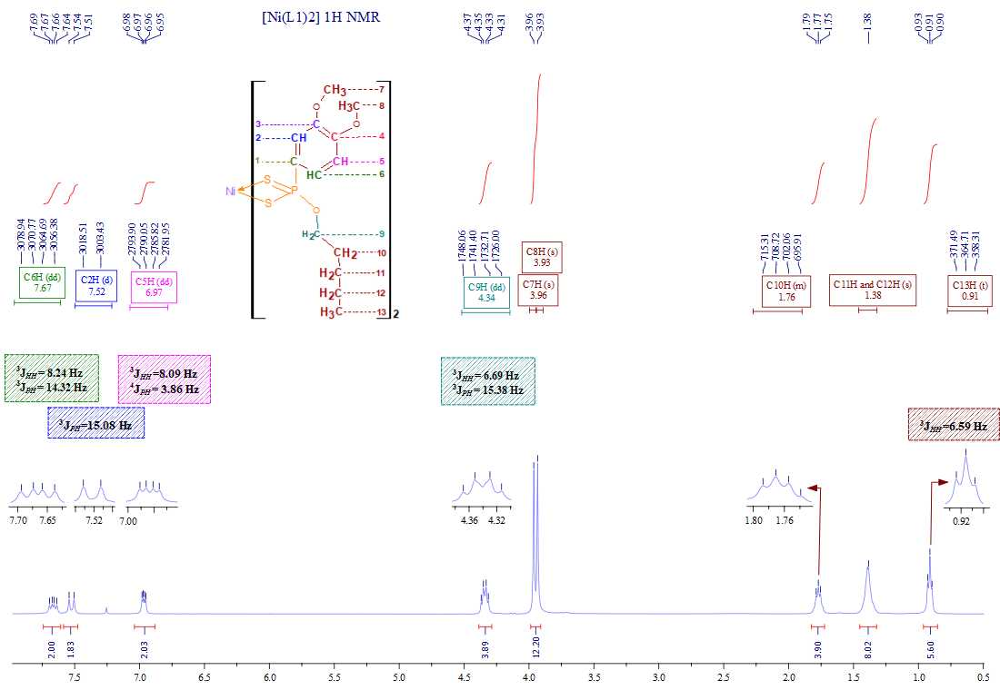 [Ni(L1)2] 1H NMR
7.69
7.67
7.66
7.64
7.54
7.51
6.98
6.97
6.96
6.95
4.37
4.35
4.33
4.31
3.96
3.93
1.79
1.77
1.75
1.38
0.93
0.91
0.90
CH3 7
H3C 8
O
O
3 C
2 CH
C 4
1 C
CH 5
HC 6
S
Ni P
S
O
H2C 9
CH2 10
H2C 11
H2C 12
H3C 13
2
3078.94
3070.77
3064.69
3056.38
3018.51
3003.43
2793.90
2790.05
2785.82
2781.95
1748.06
1741.40
1732.71
1726.00
715.31
708.72
702.06
695.91
371.49
364.71
358.31
C6H (dd)
7.67
C2H (d)
7.52
C5H (dd)
6.97
C9H (dd)
4.34
C8H (s)
3.93
C7H (s)
3.96
C10H (m)
1.76
C11H and C12H (s)
1.38
C13H (t)
0.91
3JHH = 8.24 Hz
3JPH = 14.32 Hz
3JHH =8.09 Hz
4JPH = 3.86 Hz
3JPH=15.08 Hz
3JHH = 6.69 Hz
3JPH = 15.38 Hz
3JHH=6.59 Hz
7.70 7.65
7.52
7.00
4.36 4.32
1.80 1.76
0.92
2.00
1.83
2.03
3.89
12.20
3.90
8.02
5.60
7.5 7.0 6.5 6.0 5.5 5.0 4.5 4.0 3.5 3.0 2.5 2.0 1.5 1.0 0.5